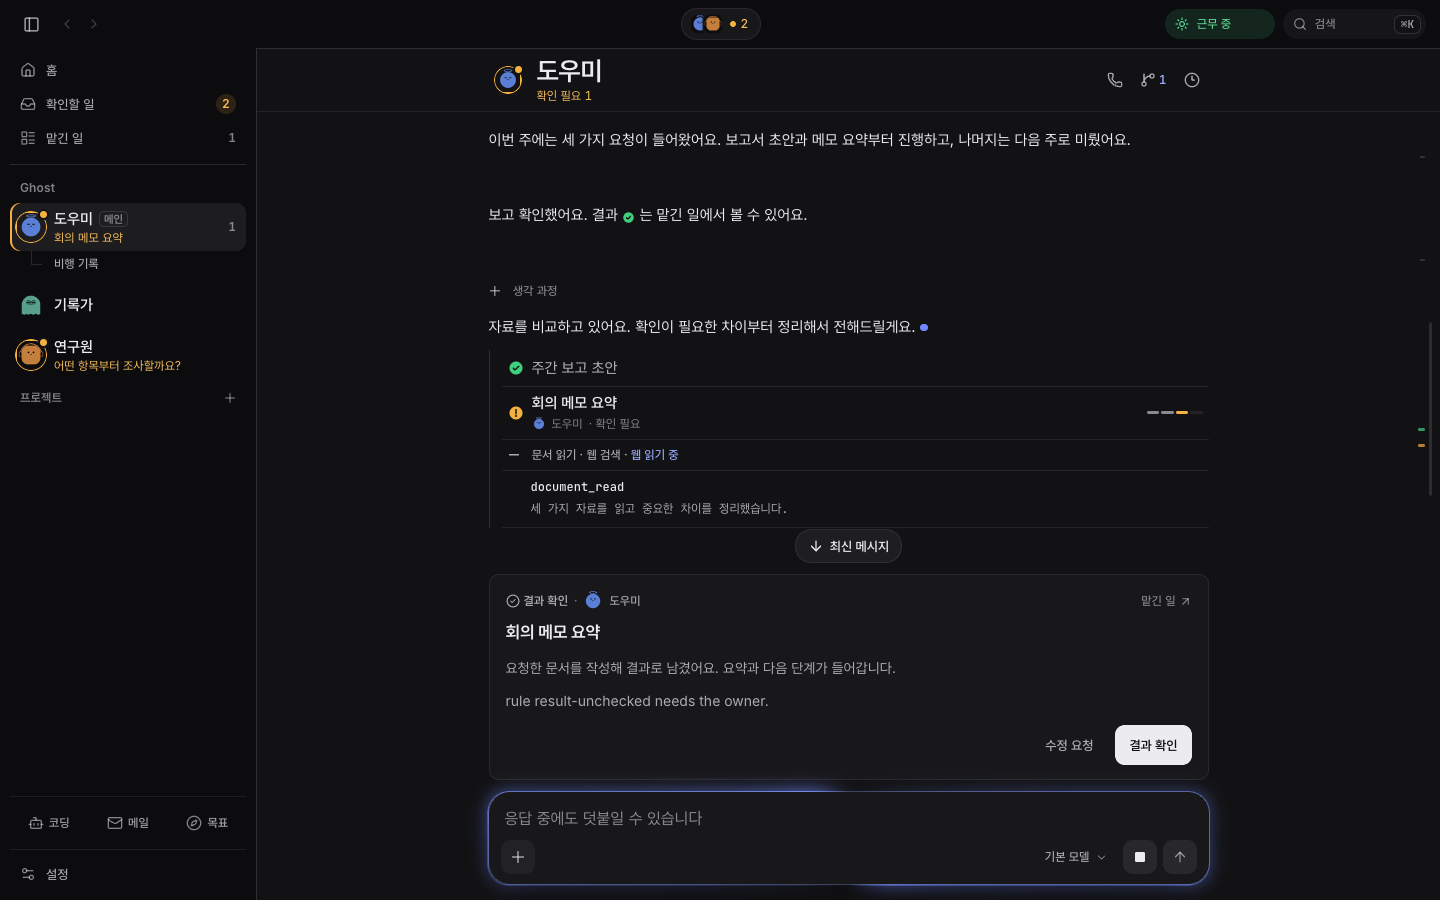 2
근무 중
검색
⌘K
홈
확인할 일
2
맡긴 일
1
Ghost
도우미
메인
회의 메모 요약
1
비행 기록
기록가
연구원
어떤 항목부터 조사할까요?
프로젝트
코딩
메일
목표
설정
도우미
확인 필요 1
1
이번 주에는 세 가지 요청이 들어왔어요. 보고서 초안과 메모 요약부터 진행하고, 나머지는 다음 주로 미뤘어요.
보고 확인했어요. 결과 는 맡긴 일에서 볼 수 있어요.
생각 과정
자료를 비교하고 있어요. 확인이 필요한 차이부터 정리해서 전해드릴게요.
주간 보고 초안
회의 메모 요약
도우미 · 확인 필요
문서 읽기 · 웹 검색 · 웹 읽기 중
document_read
세 가지 자료를 읽고 중요한 차이를 정리했습니다.
최신 메시지
결과 확인 · 도우미
맡긴 일
회의 메모 요약
요청한 문서를 작성해 결과로 남겼어요. 요약과 다음 단계가 들어갑니다.
rule result-unchecked needs the owner.
수정 요청
결과 확인
응답 중에도 덧붙일 수 있습니다
기본 모델